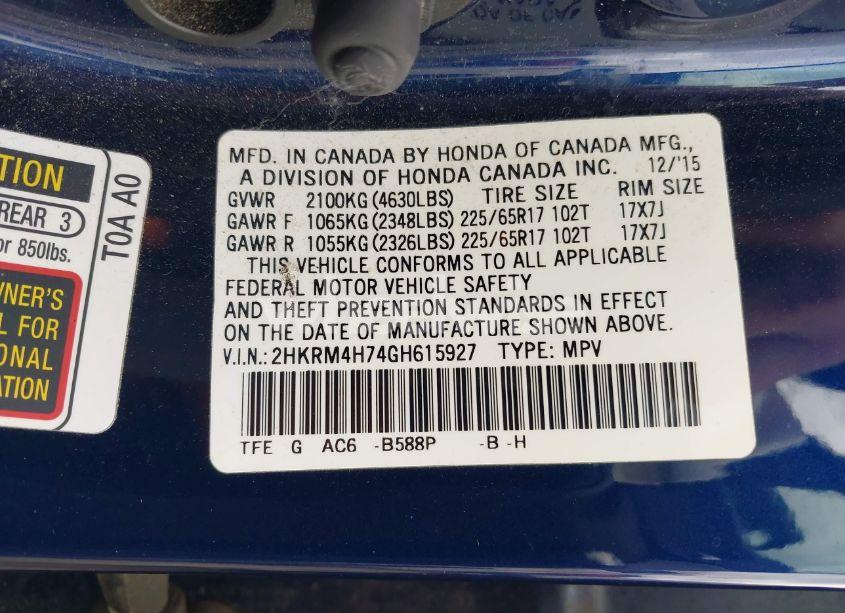 TION
REAR 3
or 850lbs.
NER'S
L FOR
ONAL
ATION
T0A A0
MFD. IN CANADA BY HONDA OF CANADA MFG.,
A DIVISION OF HONDA CANADA INC. 12/'15
GVWR 2100KG (4630LBS) TIRE SIZE RIM SIZE
GAWR F 1065KG (2348LBS) 225/65R17 102T 17X7J
GAWR R 1055KG (2326LBS) 225/65R17 102T 17X7J
THIS VEHICLE CONFORMS TO ALL APPLICABLE
FEDERAL MOTOR VEHICLE SAFETY
AND THEFT PREVENTION STANDARDS IN EFFECT
ON THE DATE OF MANUFACTURE SHOWN ABOVE.
V.I.N.: 2HKRM4H74GH615927 TYPE: MPV
TFE G AC6 -B588P -B -H